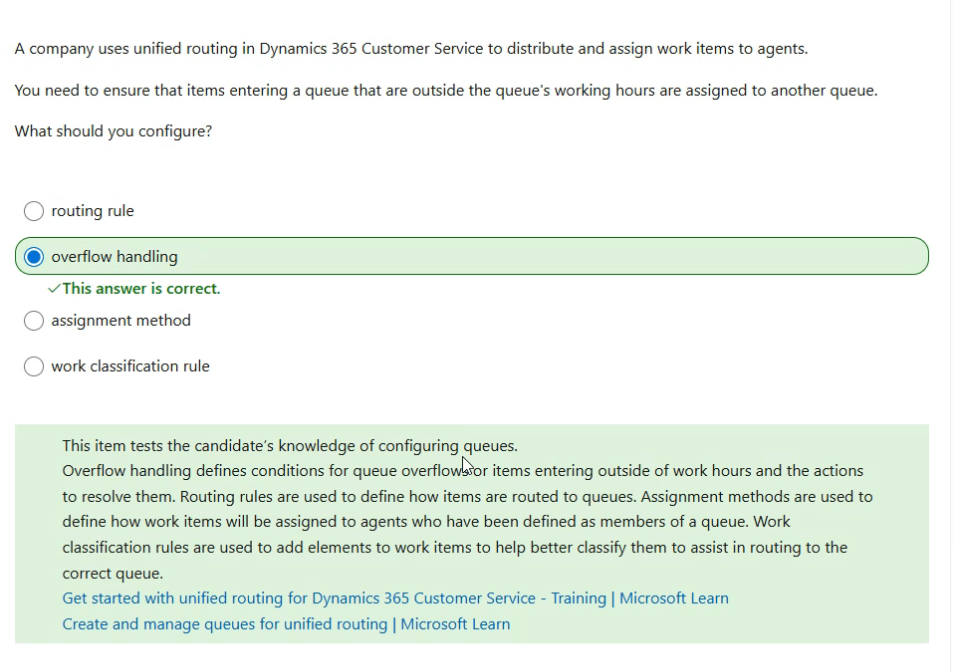 A company uses unified routing in Dynamics 365 Customer Service to distribute and assign work items to agents.
You need to ensure that items entering a queue that are outside the queue's working hours are assigned to another queue.
What should you configure?
routing rule
overflow handling
✓This answer is correct.
assignment method
work classification rule
This item tests the candidate's knowledge of configuring queues.
Overflow handling defines conditions for queue overflows or items entering outside of work hours and the actions
to resolve them. Routing rules are used to define how items are routed to queues. Assignment methods are used to
define how work items will be assigned to agents who have been defined as members of a queue. Work
classification rules are used to add elements to work items to help better classify them to assist in routing to the
correct queue.
Get started with unified routing for Dynamics 365 Customer Service - Training | Microsoft Learn
Create and manage queues for unified routing | Microsoft Learn